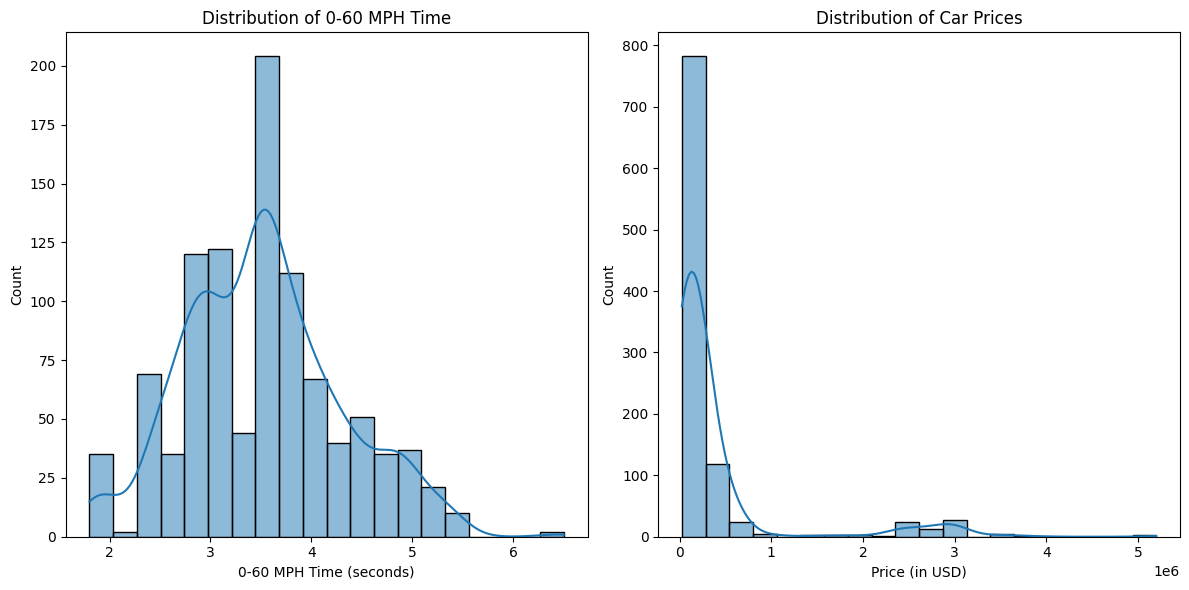 Distribution of 0-60 MPH Time
200
175
150
125
100
75
50
25
0
Count
2 3 4 5 6
0-60 MPH Time (seconds)
Distribution of Car Prices
800
700
600
500
400
300
200
100
0
Count
0 1 2 3 4 5
1e6
Price (in USD)